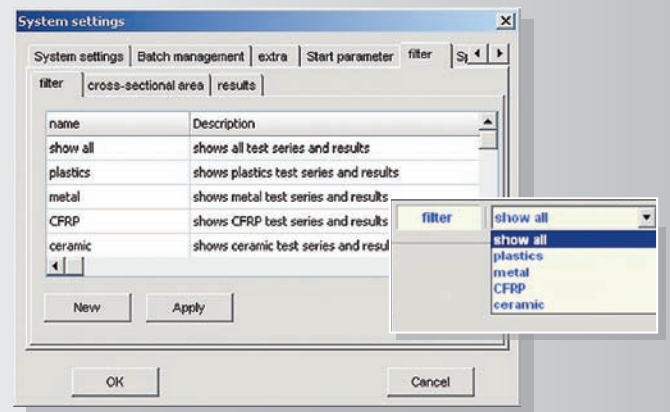 System settings
System settings Batch management extra Start parameter filter
filter cross-sectional area results
name Description
show all shows all test series and results
plastics shows plastics test series and results
metal shows metal test series and results
CFRP shows CFRP test series and results
ceramic shows ceramic test series and resul
New Apply
OK Cancel
filter show all
show all
plastics
metal
CFRP
ceramic